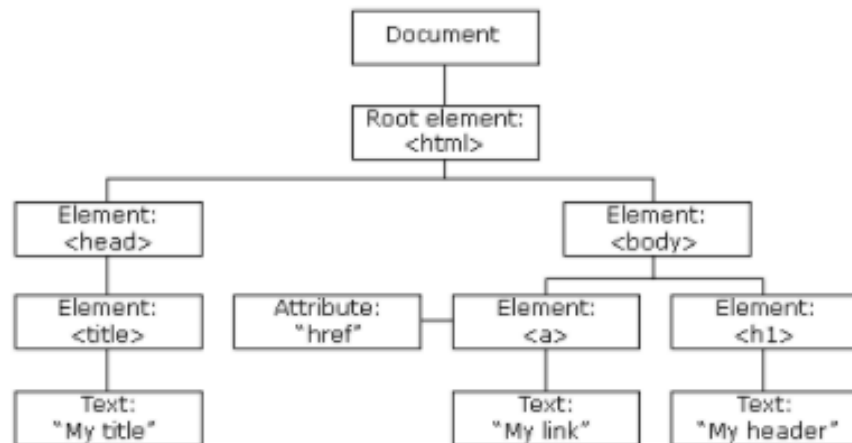 Document
Root element:
<html>
Element:
<head>
Element:
<body>
Element:
<title>
Attribute:
“href”
Element:
<a>
Element:
<h1>
Text:
“My title”
Text:
“My link”
Text:
“My header”